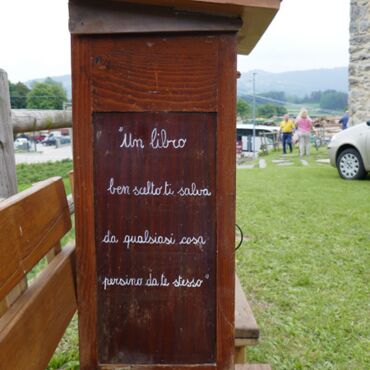 "Un libro
ben scelto ti salva
da qualsiasi cosa
persino da te stesso"